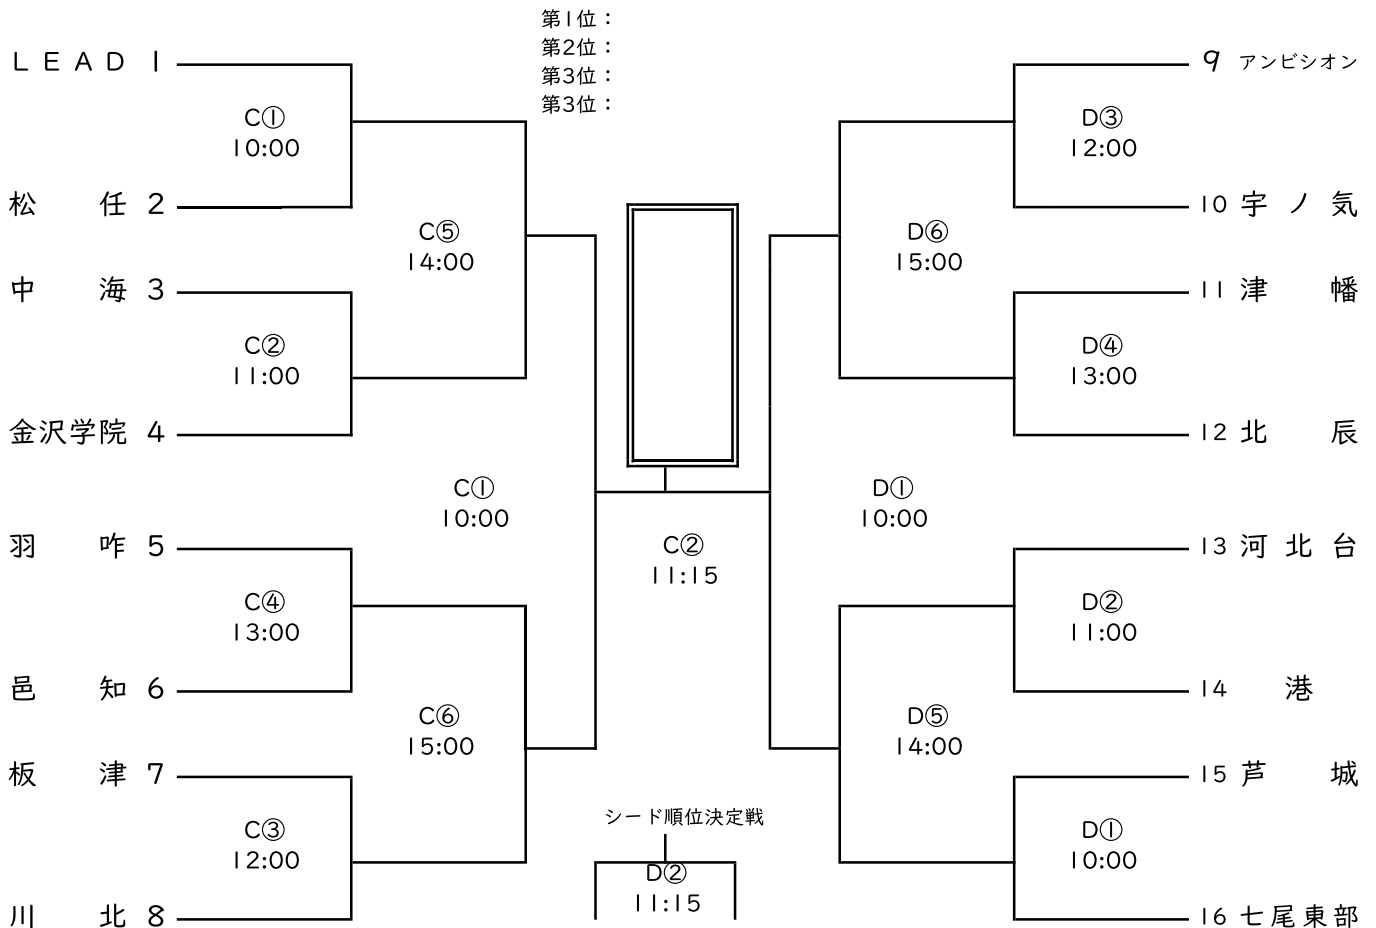 第1位：
第2位：
第3位：
第3位：
ＬＥＡＤ 1
C①
10:00
松任 2
C⑤
14:00
中海 3
C②
11:00
金沢学院 4
C①
10:00
羽咋 5
C④
13:00
邑知 6
C⑥
15:00
板津 7
C③
12:00
川北 8
C②
11:15
シード順位決定戦
D②
11:15
9 アンビシオン
D③
12:00
10 宇ノ気
D⑥
15:00
11 津幡
D④
13:00
12 北辰
D①
10:00
13 河北台
D②
11:00
14 港
D⑤
14:00
15 芦城
D①
10:00
16 七尾東部